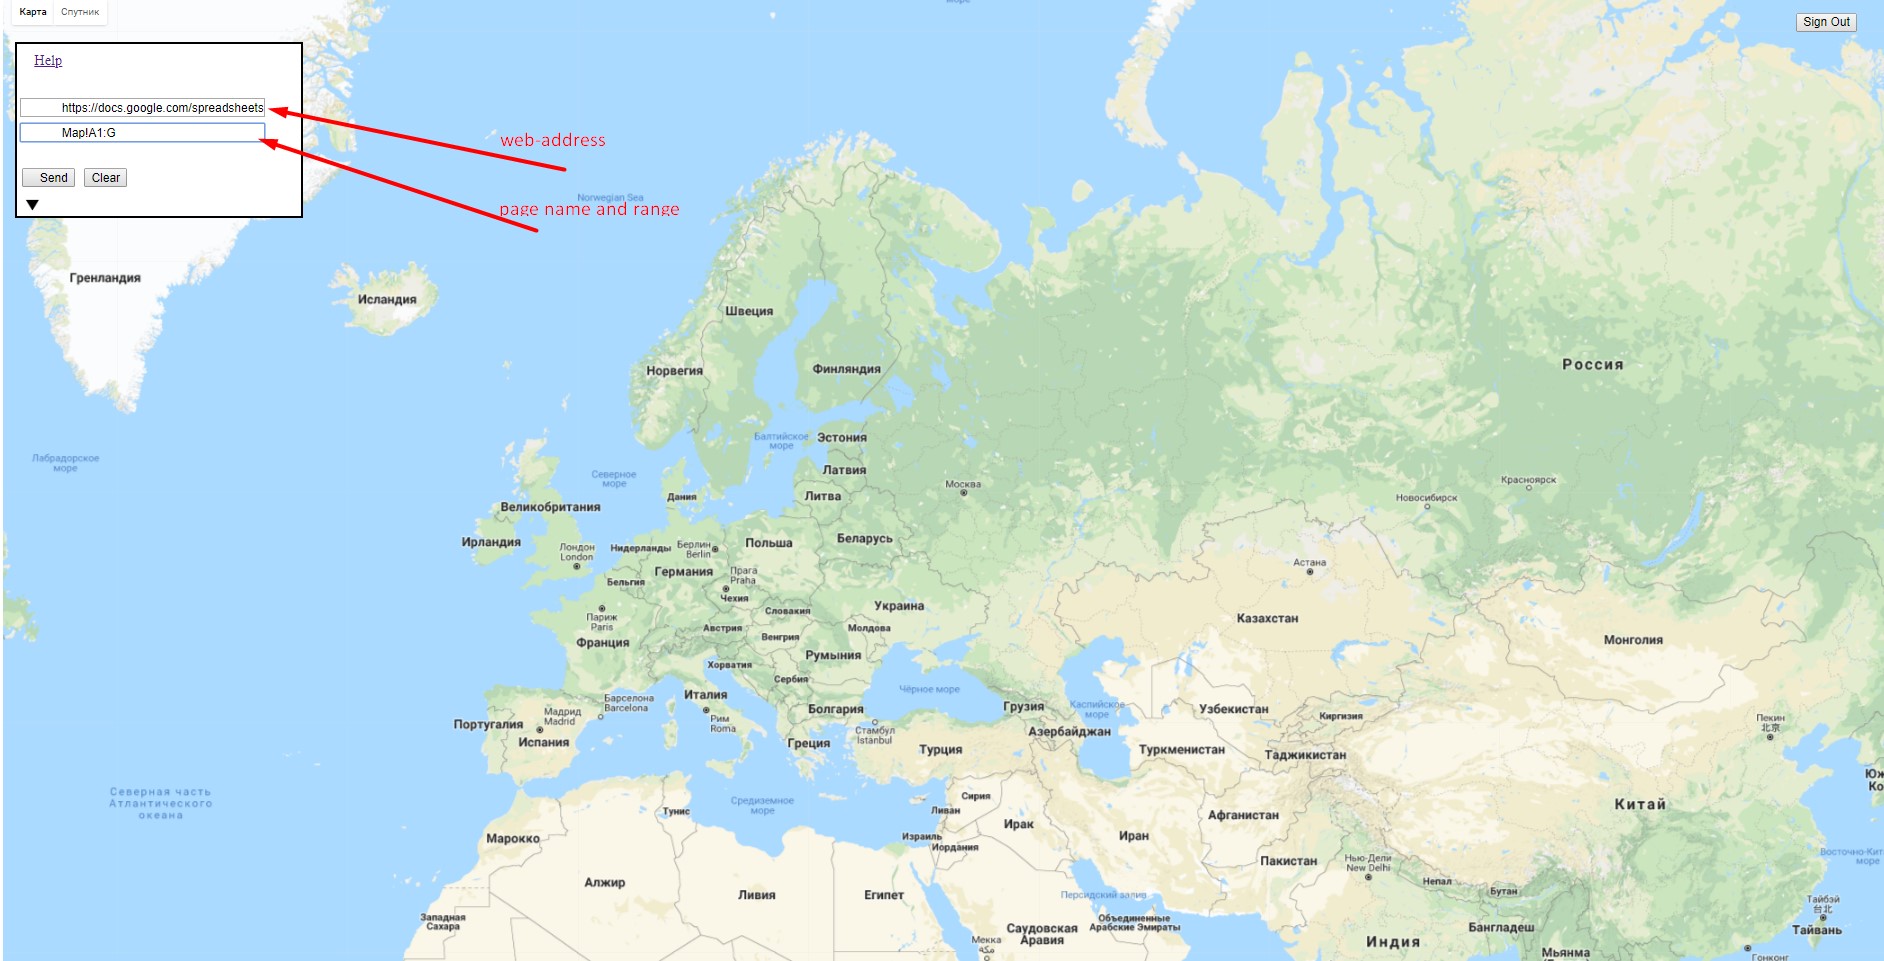 Карта Спутник
Sign Out
Help
https://docs.google.com/spreadsheets
Map!A1:G
Send Clear
web-address
Norwegian Sea
page name and range
Гренландия
Исландия
Швеция
Россия
Финляндия
Норвегия
Балтийское
море
Эстония
Лабрадорское
море
Северное
море
Латвия
Красноярск
Москва
Дания
Литва
Новосибирск
Великобритания
Беларусь
Ирландия
Польша
Лондон
London
Нидерланды
Берлин
Berlin
Астана
Германия
Прага
Praha
Бельгия
Чехия
Украина
Словакия
Париж
Paris
Казахстан
Австрия
Молдова
Венгрия
Монголия
Франция
Румыния
Хорватия
Сербия
Чёрное море
Италия
Барселона
Barcelona
Болгария
Грузия
Каспийское
море
Узбекистан
Киргизия
Мадрид
Madrid
Португалия
Рим
Roma
Стамбул
İstanbul
Азербайджан
Пекин
北京
Испания
Греция
Турция
Туркменистан
Таджикистан
Юж
Ко
Северная часть
Атлантического
океана
Средиземное
море
Тунис
Сирия
Ливан
Китай
Марокко
Израиль
Иордания
Ирак
Иран
Афганистан
Пакистан
Нью-Дели
New Delhi
Восточно-Кит
море
Алжир
Ливия
Египет
Персидский залив
Непал
Бутан
Западная
Сахара
Объединенные
Арабские Эмираты
Тайбэй
台北
Саудовская
Аравия
Мекка
مكة
Бангладеш
Тайвань
Индия
Мьянма
Гонконг